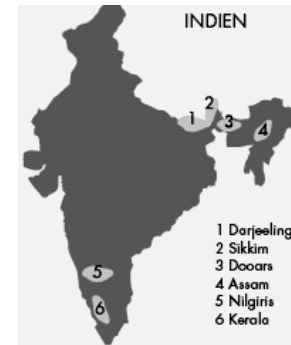 INDIEN
2
1
3
4
1 Darjeeling
2 Sikkim
3 Dooars
4 Assam
5 Nilgiris
6 Kerala
5
6